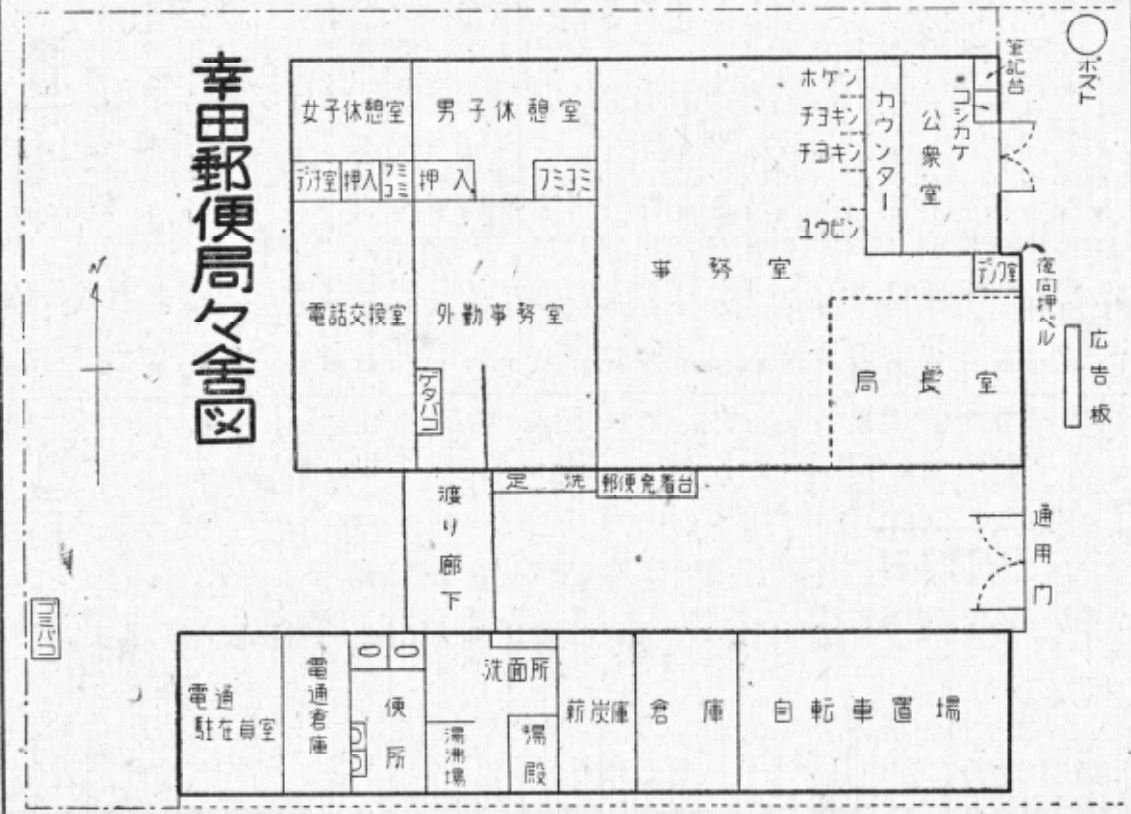 幸田郵便局々舎図
N
女子休憩室
男子休憩室
デンチ室
押入
フミコミ
押入
フミコミ
電話交換室
外勤事務室
ゲタバコ
事務室
ホケン
チヨキン
チヨキン
ユウビン
カウンター
公衆室
コシカケ
筆記台
ポスト
デンワ室
夜間押ベル
広告板
局長室
渡り廊下
足洗
郵便発着台
通用門
ゴミバコ
電通
駐在員室
電通倉庫
便所
洗面所
湯沸場
湯殿
薪炭庫
倉庫
自転車置場